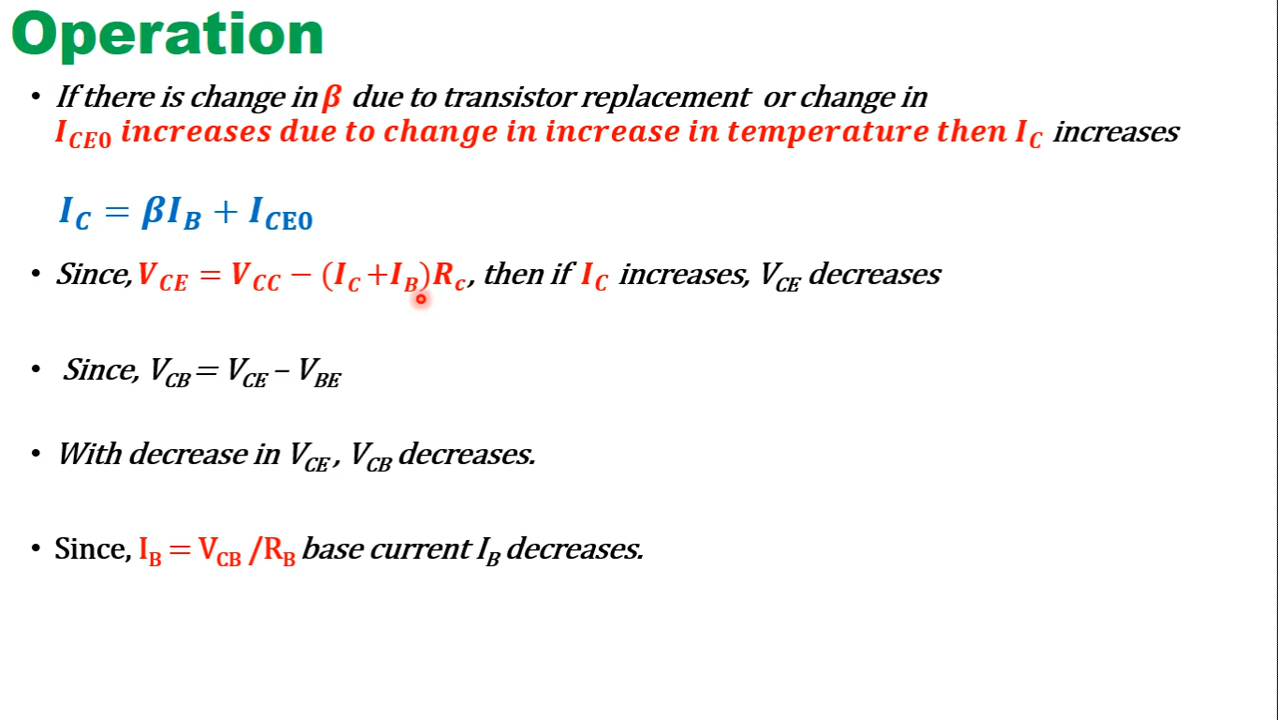 Operation
• If there is change in β due to transistor replacement or change in
I_CE0 increases due to change in increase in temperature then I_C increases
I_C = βI_B + I_CE0
• Since, V_CE = V_CC − (I_C+I_B)R_c, then if I_C increases, V_CE decreases
• Since, V_CB = V_CE – V_BE
• With decrease in V_CE , V_CB decreases.
• Since, I_B = V_CB /R_B base current I_B decreases.